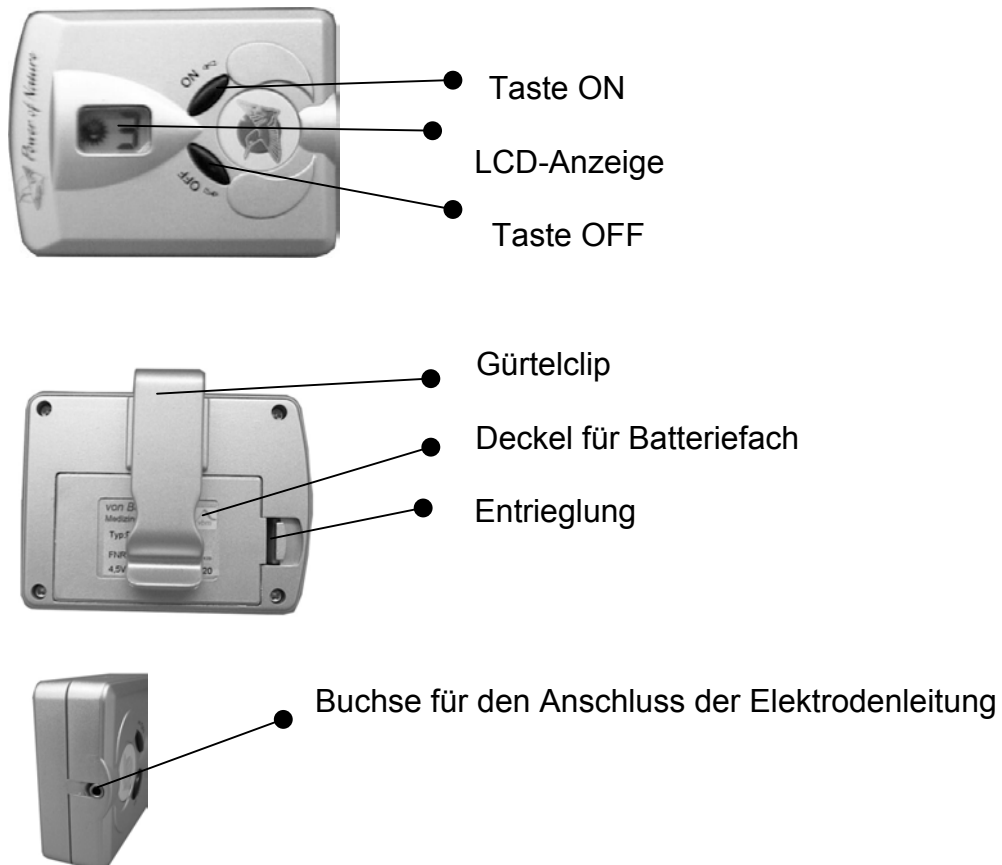 Power of Nature
ON
OFF
Taste ON
LCD-Anzeige
Taste OFF
Gürtelclip
Deckel für Batteriefach
Entrieglung
von B
Medizin
Typ:
FNR
4,5V 20
Buchse für den Anschluss der Elektrodenleitung